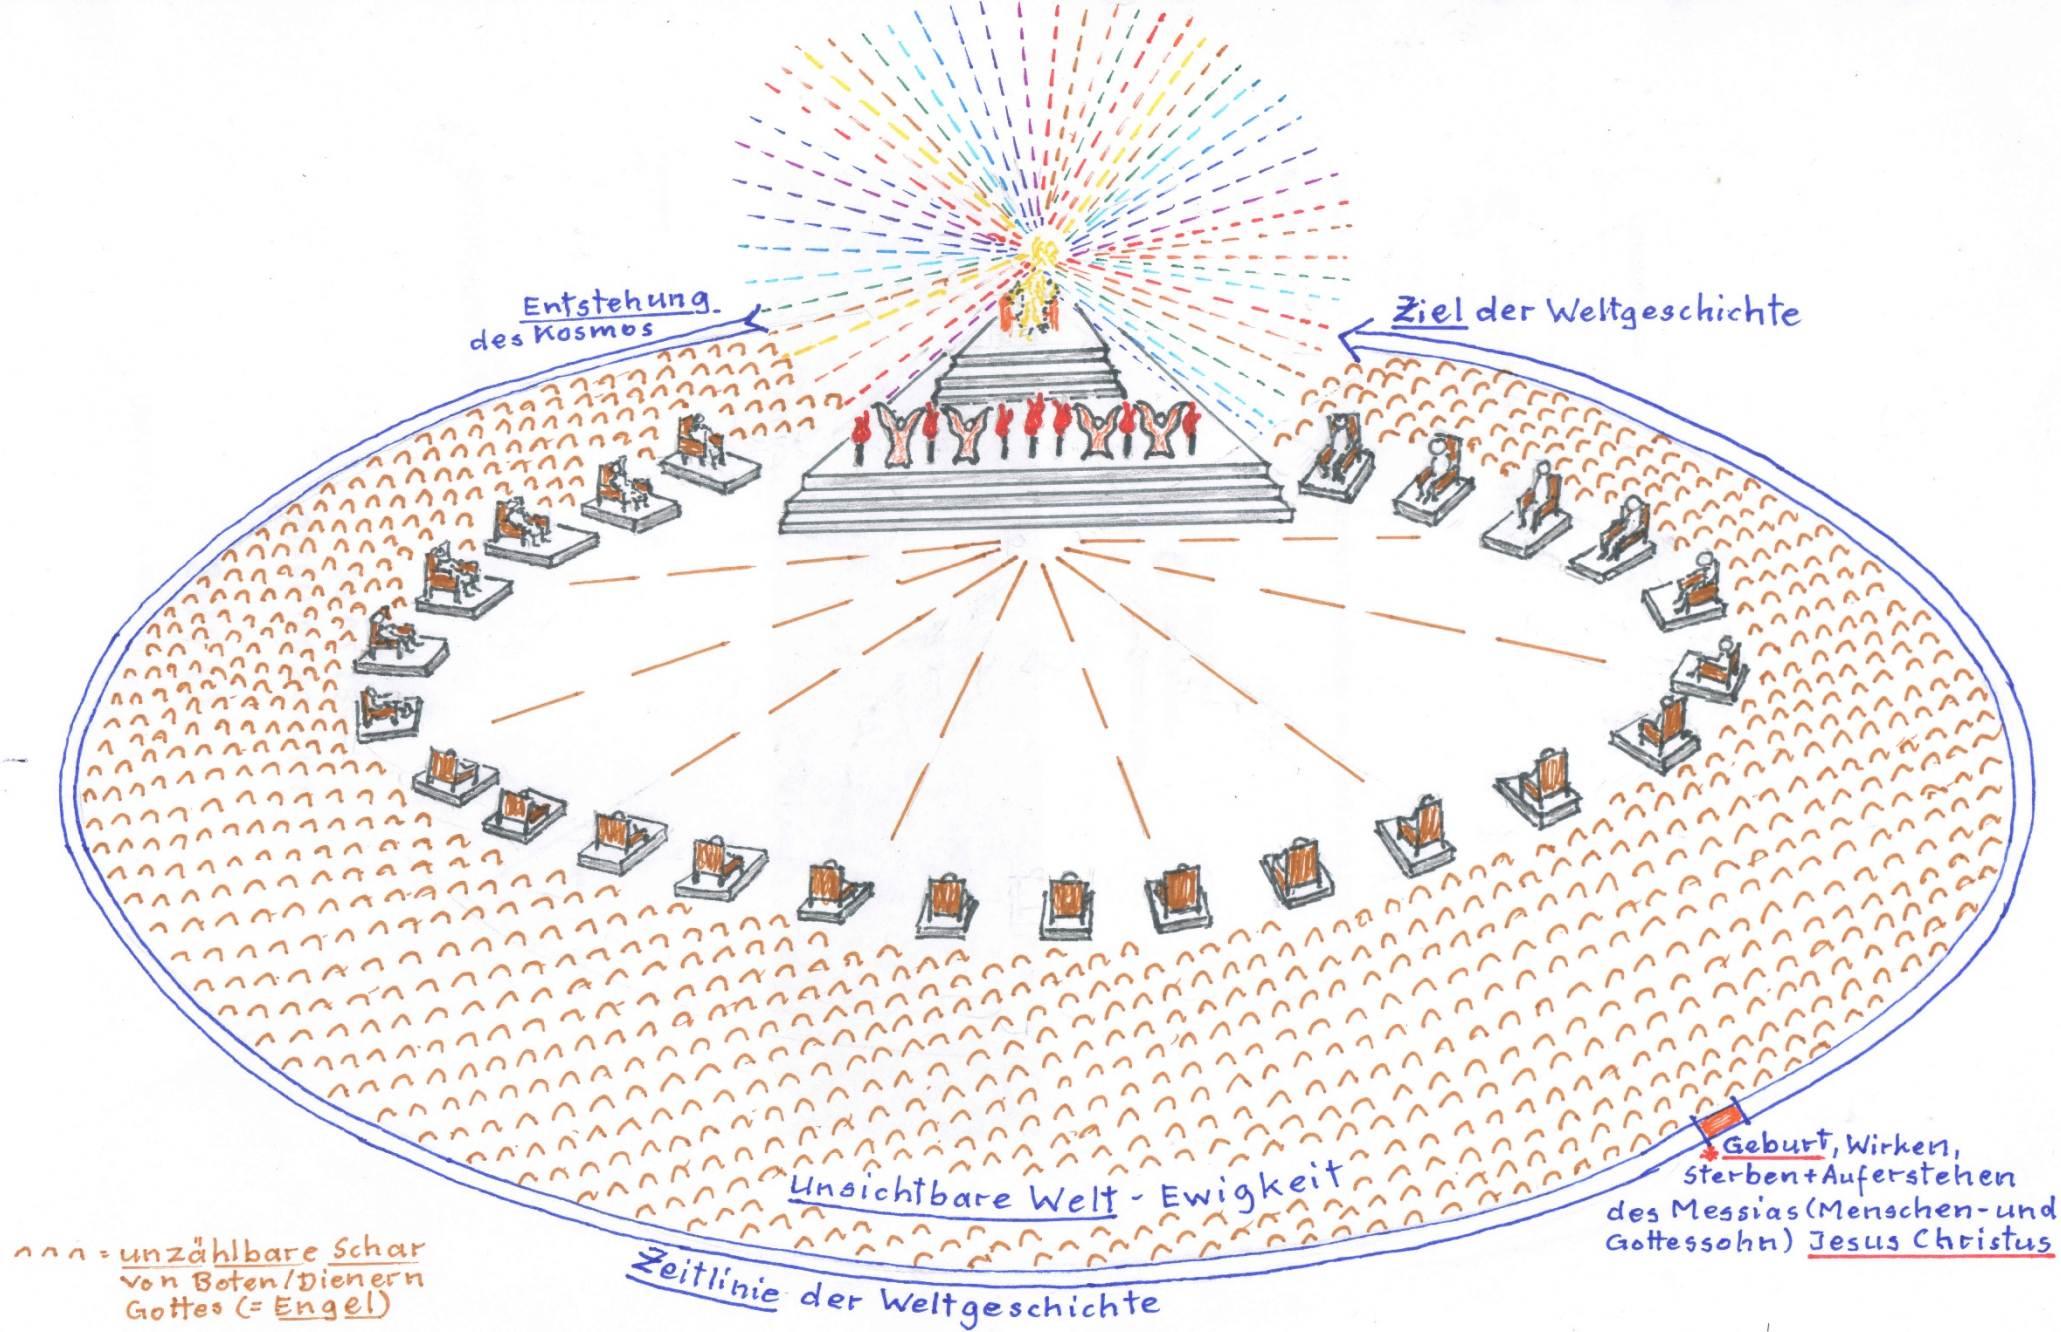 Entstehung
des Kosmos
Ziel der Weltgeschichte
Geburt, Wirken,
Sterben+Auferstehen
des Messias (Menschen- und
Gottessohn) Jesus Christus
Unsichtbare Welt - Ewigkeit
Zeitlinie der Weltgeschichte
= unzählbare Schar
von Boten/Dienern
Gottes (= Engel)